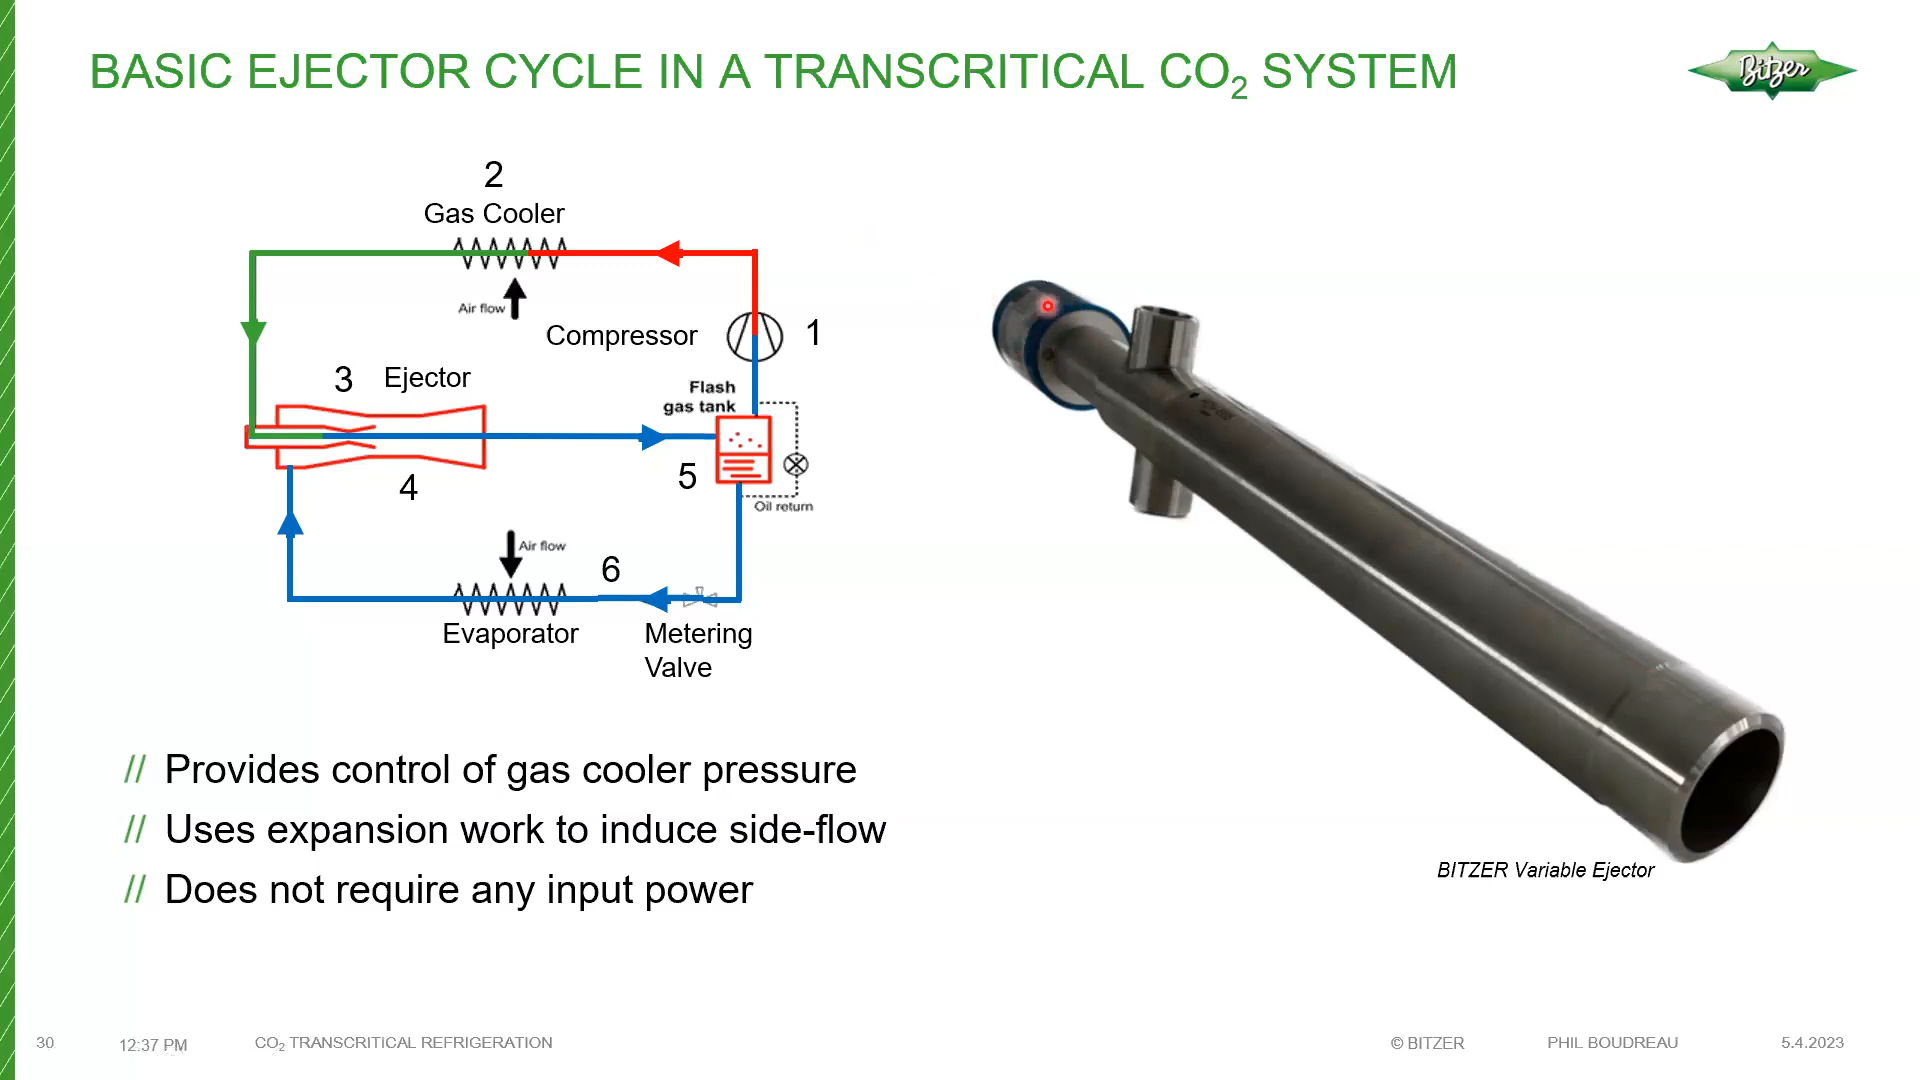 BASIC EJECTOR CYCLE IN A TRANSCRITICAL CO₂ SYSTEM
Bitzer
2
Gas Cooler
Air flow
Compressor
1
3
Ejector
Flash
gas tank
5
4
Oil return
Air flow
6
Evaporator
Metering
Valve
// Provides control of gas cooler pressure
// Uses expansion work to induce side-flow
// Does not require any input power
BITZER Variable Ejector
30
12:37 PM
CO₂ TRANSCRITICAL REFRIGERATION
© BITZER
PHIL BOUDREAU
5.4.2023